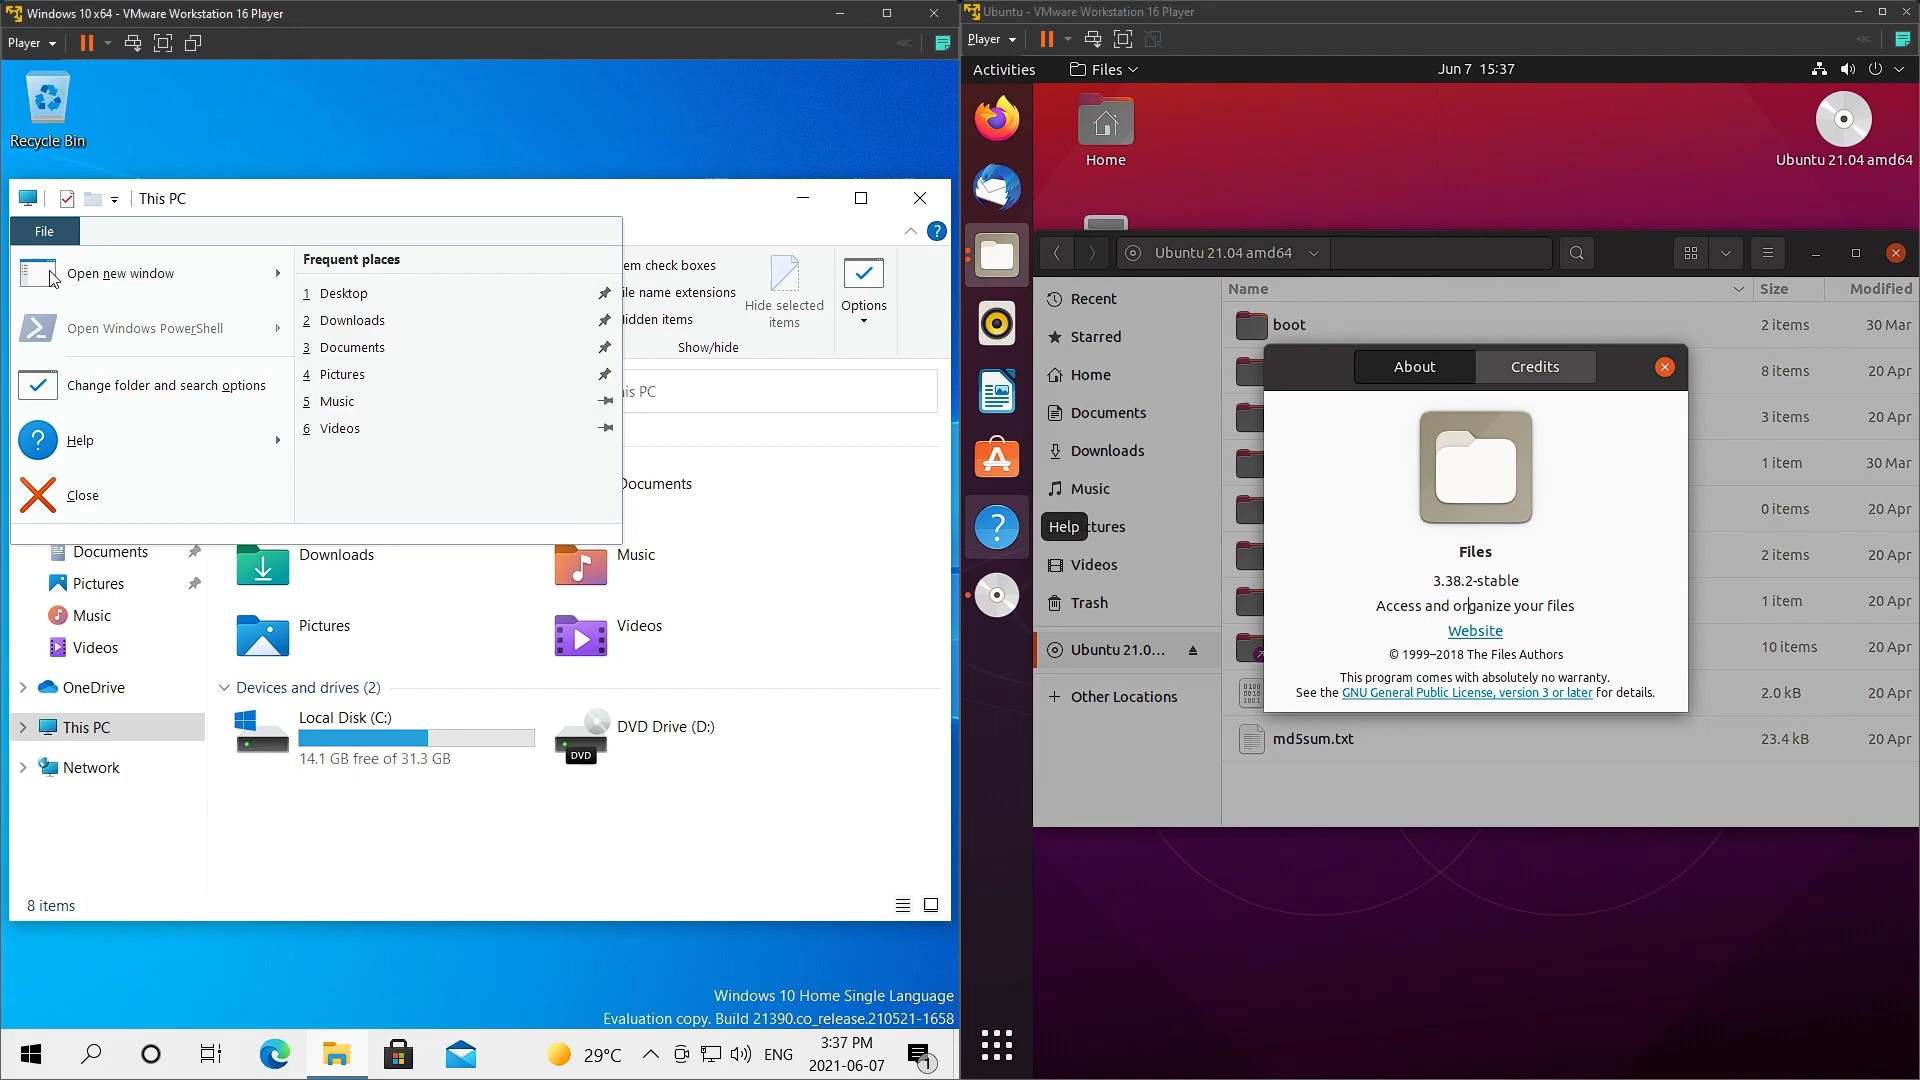 Windows 10 x64 - VMware Workstation 16 Player
Player
Recycle Bin
This PC
File
?
Open new window
Open Windows PowerShell
Change folder and search options
? Help
Close
Frequent places
1 Desktop
2 Downloads
3 Documents
4 Pictures
5 Music
6 Videos
em check boxes
ile name extensions
idden items
Hide selected
items
Show/hide
Options
is PC
Documents
Pictures
Music
Videos
OneDrive
This PC
Network
Documents
Downloads
Music
Pictures
Videos
Devices and drives (2)
Local Disk (C:)
14.1 GB free of 31.3 GB
DVD Drive (D:)
DVD
8 items
Windows 10 Home Single Language
Evaluation copy. Build 21390.co_release.210521-1658
29°C
ENG
3:37 PM
2021-06-07
1
Ubuntu - VMware Workstation 16 Player
Player
Activities
Files
Jun 7 15:37
Home
Ubuntu 21.04 amd64
Ubuntu 21.04 amd64
?
Help
Recent
Starred
Home
Documents
Downloads
Music
ctures
Videos
Trash
Ubuntu 21.0...
Other Locations
Name Size Modified
boot 2 items 30 Mar
8 items 20 Apr
3 items 20 Apr
1 item 30 Mar
0 items 20 Apr
2 items 20 Apr
1 item 20 Apr
10 items 20 Apr
2.0 kB 20 Apr
md5sum.txt 23.4 kB 20 Apr
About
Credits
Files
3.38.2-stable
Access and organize your files
Website
© 1999–2018 The Files Authors
This program comes with absolutely no warranty.
See the GNU General Public License, version 3 or later for details.